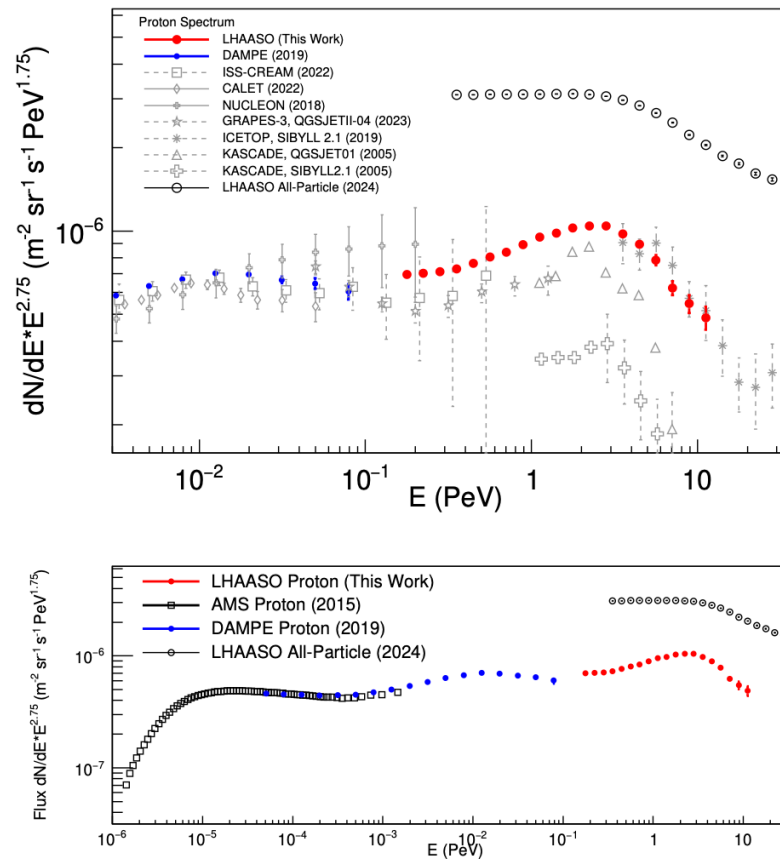 Proton Spectrum
LHAASO (This Work)
DAMPE (2019)
ISS-CREAM (2022)
CALET (2022)
NUCLEON (2018)
GRAPES-3, QGSJETII-04 (2023)
ICETOP, SIBYLL 2.1 (2019)
KASCADE, QGSJET01 (2005)
KASCADE, SIBYLL2.1 (2005)
LHAASO All-Particle (2024)
dN/dE*E^2.75 (m^-2 sr^-1 s^-1 PeV^1.75)
10^-6
10^-2
10^-1
1
10
E (PeV)
LHAASO Proton (This Work)
AMS Proton (2015)
DAMPE Proton (2019)
LHAASO All-Particle (2024)
Flux dN/dE*E^2.75 (m^-2 sr^-1 s^-1 PeV^1.75)
10^-6
10^-7
10^-6
10^-5
10^-4
10^-3
10^-2
10^-1
1
10
E (PeV)